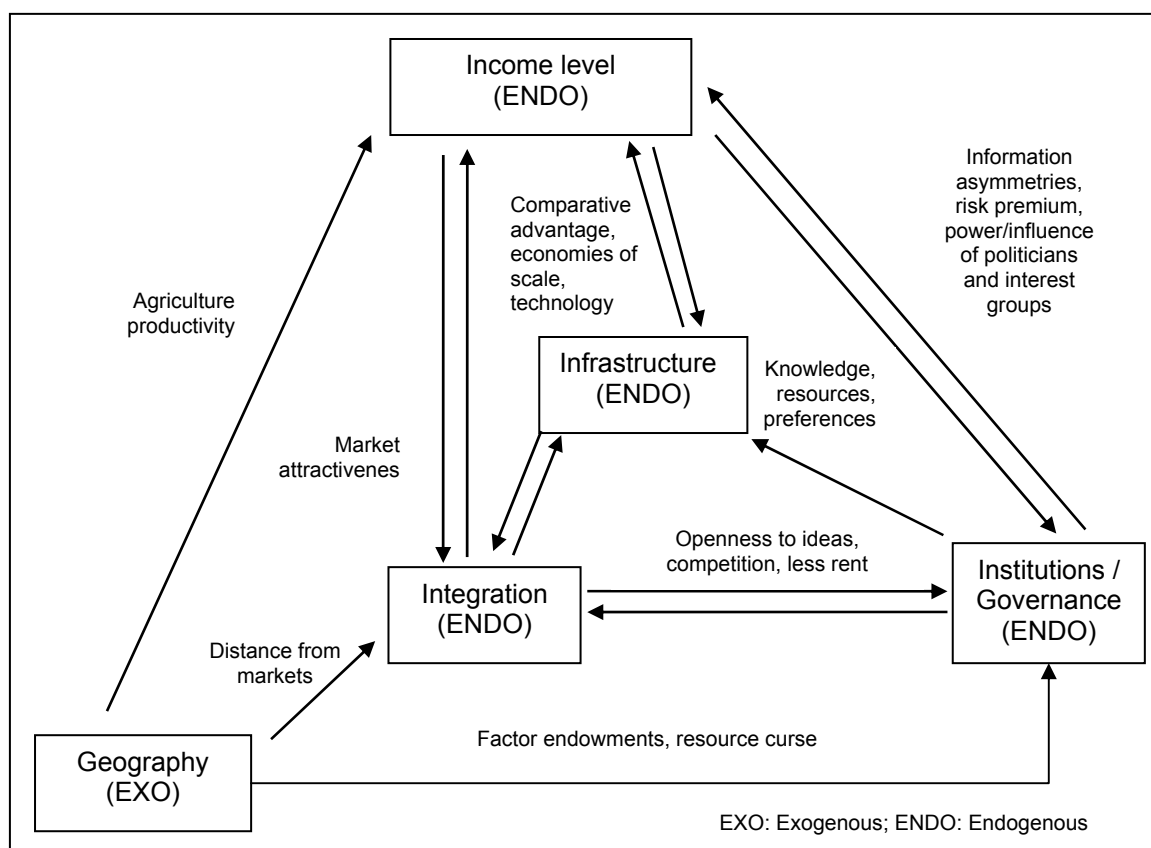 Income level
(ENDO)
Information
asymmetries,
risk premium,
power/influence
of politicians
and interest
groups
Comparative
advantage,
economies of
scale,
technology
Agriculture
productivity
Infrastructure
(ENDO)
Knowledge,
resources,
preferences
Market
attractivenes
Openness to ideas,
competition, less rent
Integration
(ENDO)
Institutions /
Governance
(ENDO)
Distance from
markets
Factor endowments, resource curse
Geography
(EXO)
EXO: Exogenous; ENDO: Endogenous